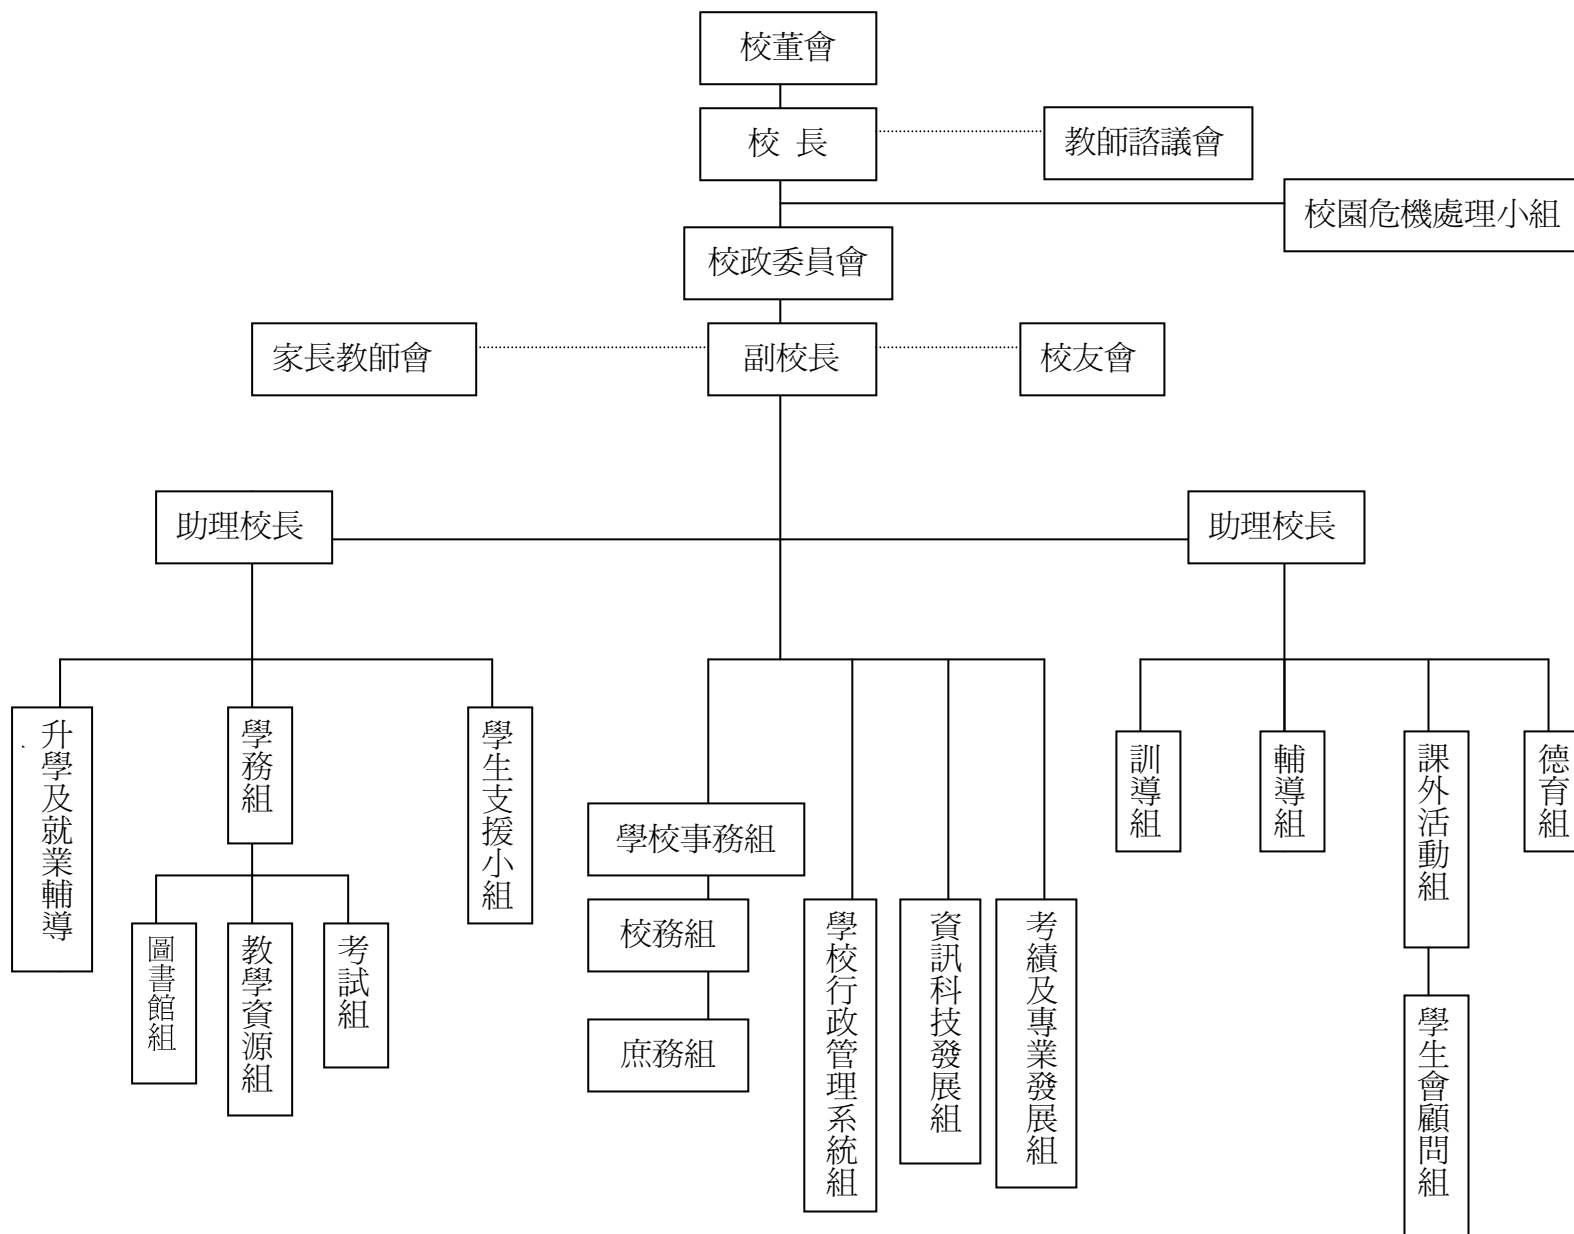 校董會
校 長
教師諮議會
校園危機處理小組
校政委員會
家長教師會
副校長
校友會
助理校長
助理校長
升學及就業輔導
學務組
學生支援小組
圖書館組
教學資源組
考試組
學校事務組
校務組
庶務組
學校行政管理系統組
資訊科技發展組
考績及專業發展組
訓導組
輔導組
課外活動組
德育組
學生會顧問組